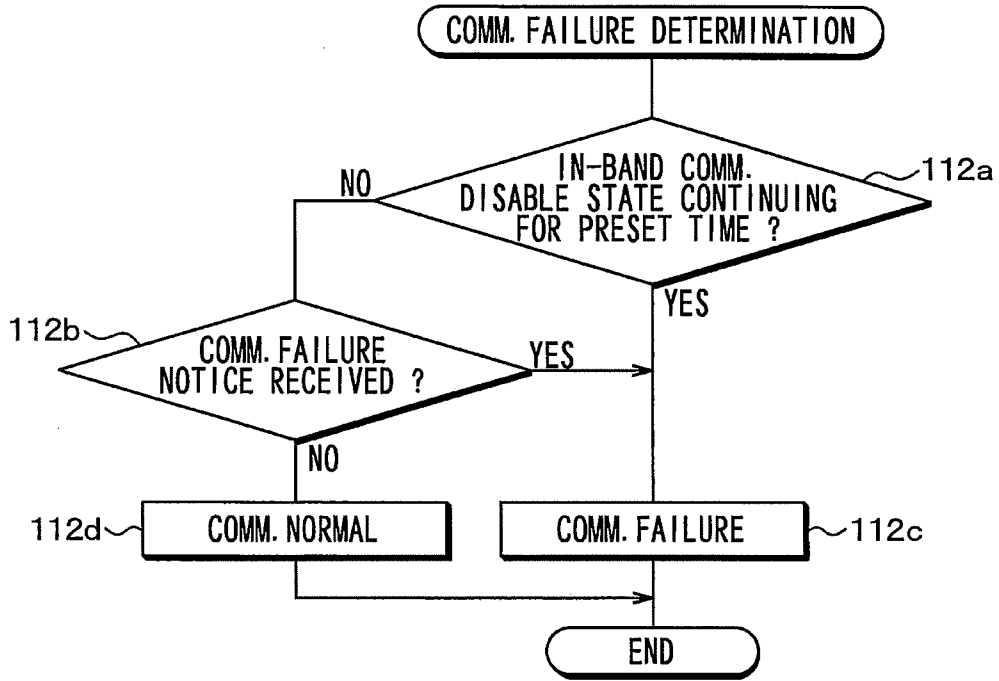 COMM. FAILURE DETERMINATION
IN-BAND COMM.
DISABLE STATE CONTINUING
FOR PRESET TIME ?
112a
NO
YES
112b
COMM. FAILURE
NOTICE RECEIVED ?
YES
NO
112d
COMM. NORMAL
COMM. FAILURE
112c
END